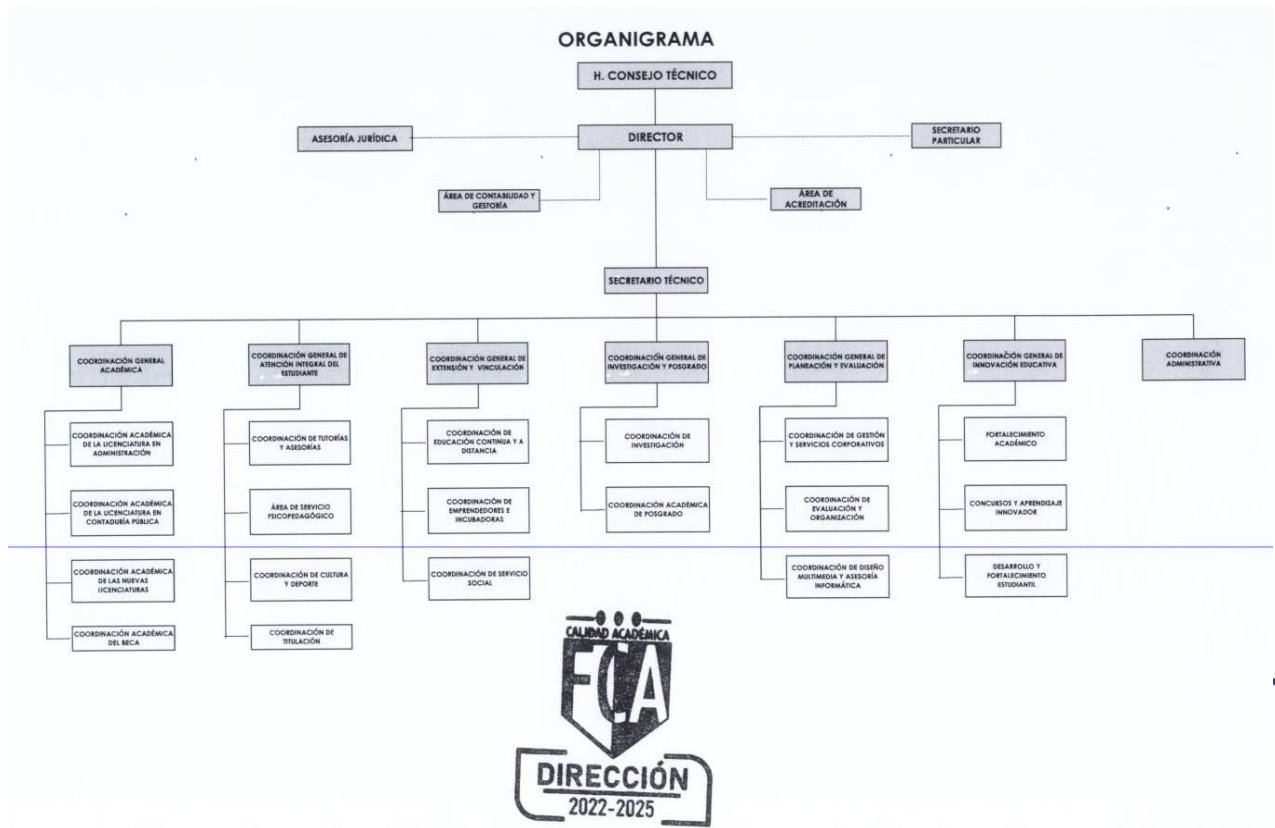 ORGANIGRAMA
H. CONSEJO TÉCNICO
ASESORÍA JURÍDICA
DIRECTOR
SECRETARIO
PARTICULAR
ÁREA DE CONTABILIDAD Y
GESTORÍA
ÁREA DE
ACREDITACIÓN
SECRETARIO TÉCNICO
COORDINACIÓN GENERAL
ACADÉMICA
COORDINACIÓN GENERAL DE
ATENCIÓN INTEGRAL DEL
ESTUDIANTE
COORDINACIÓN GENERAL DE
EXTENSIÓN Y VINCULACIÓN
COORDINACIÓN GENERAL DE
INVESTIGACIÓN Y POSGRADO
COORDINACIÓN GENERAL DE
PLANEACIÓN Y EVALUACIÓN
COORDINACIÓN GENERAL DE
INNOVACIÓN EDUCATIVA
COORDINACIÓN
ADMINISTRATIVA
COORDINACIÓN ACADÉMICA
DE LA LICENCIATURA EN
ADMINISTRACIÓN
COORDINACIÓN DE TUTORÍAS
Y ASESORÍAS
COORDINACIÓN DE
EDUCACIÓN CONTINUA Y A
DISTANCIA
COORDINACIÓN DE
INVESTIGACIÓN
COORDINACIÓN DE GESTIÓN
Y SERVICIOS CORPORATIVOS
FORTALECIMIENTO
ACADÉMICO
COORDINACIÓN ACADÉMICA
DE LA LICENCIATURA EN
CONTADURÍA PÚBLICA
ÁREA DE SERVICIO
PSICOPEDAGÓGICO
COORDINACIÓN DE
EMPRENDEDORES E
INCUBADORAS
COORDINACIÓN ACADÉMICA
DE POSGRADO
COORDINACIÓN DE
EVALUACIÓN Y
ORGANIZACIÓN
CONCURSOS Y APRENDIZAJE
INNOVADOR
COORDINACIÓN ACADÉMICA
DE LAS NUEVAS
LICENCIATURAS
COORDINACIÓN DE CULTURA
Y DEPORTE
COORDINACIÓN DE SERVICIO
SOCIAL
COORDINACIÓN DE DISEÑO
MULTIMEDIA Y ASESORÍA
INFORMÁTICA
DESARROLLO Y
FORTALECIMIENTO
ESTUDIANTIL
COORDINACIÓN ACADÉMICA
DEL BECA
COORDINACIÓN DE
TITULACIÓN
CALIDAD ACADÉMICA
FCA
DIRECCIÓN
2022-2025